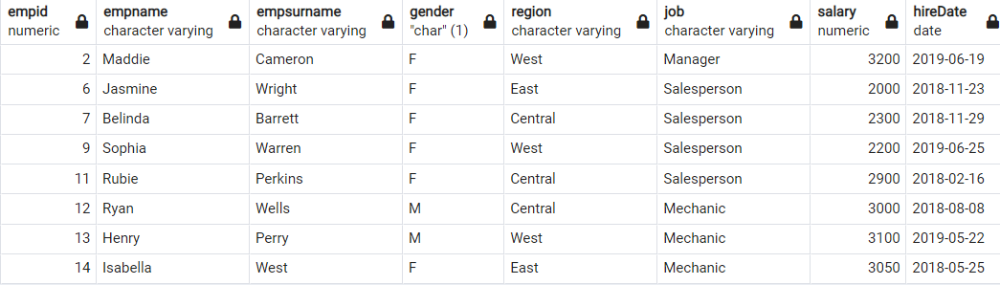 empid empname empsurname gender region job salary hireDate
numeric character varying character varying "char" (1) character varying character varying numeric date
2 Maddie Cameron F West Manager 3200 2019-06-19
6 Jasmine Wright F East Salesperson 2000 2018-11-23
7 Belinda Barrett F Central Salesperson 2300 2018-11-29
9 Sophia Warren F West Salesperson 2200 2019-06-25
11 Rubie Perkins F Central Salesperson 2900 2018-02-16
12 Ryan Wells M Central Mechanic 3000 2018-08-08
13 Henry Perry M West Mechanic 3100 2019-05-22
14 Isabella West F East Mechanic 3050 2018-05-25